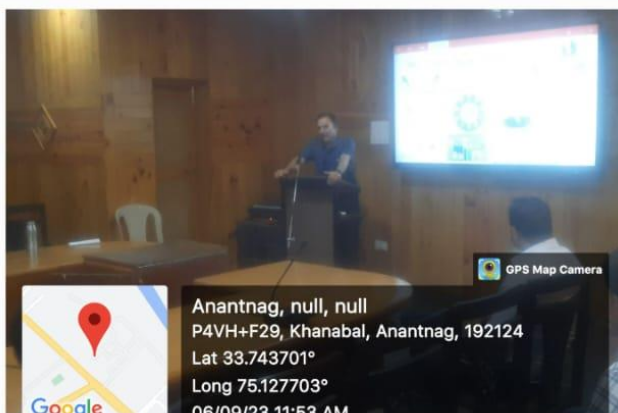 GPS Map Camera
Anantnag, null, null
P4VH+F29, Khanabal, Anantnag, 192124
Lat 33.743701°
Long 75.127703°
06/09/23 11:53 AM
Google